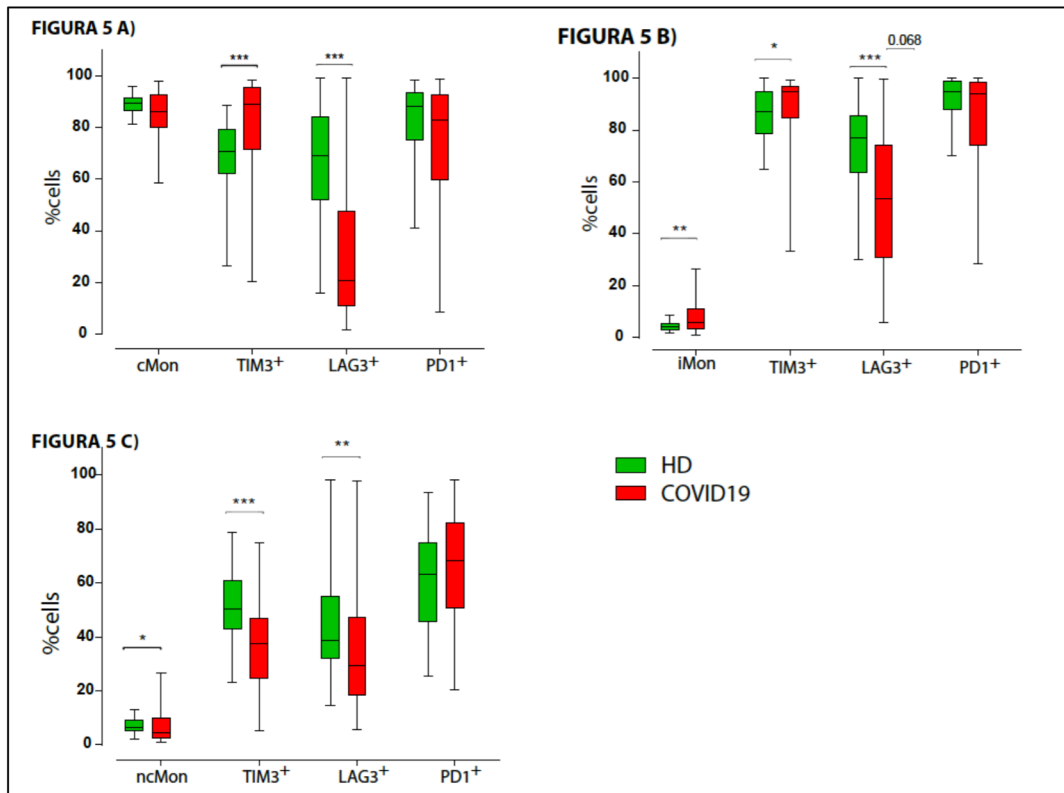 FIGURA 5 A)
***
***
100
80
60
40
20
0
%cells
cMon TIM3+ LAG3+ PD1+
FIGURA 5 B)
0.068
*
***
**
100
80
60
40
20
0
%cells
iMon TIM3+ LAG3+ PD1+
FIGURA 5 C)
**
***
*
100
80
60
40
20
0
%cells
ncMon TIM3+ LAG3+ PD1+
HD
COVID19